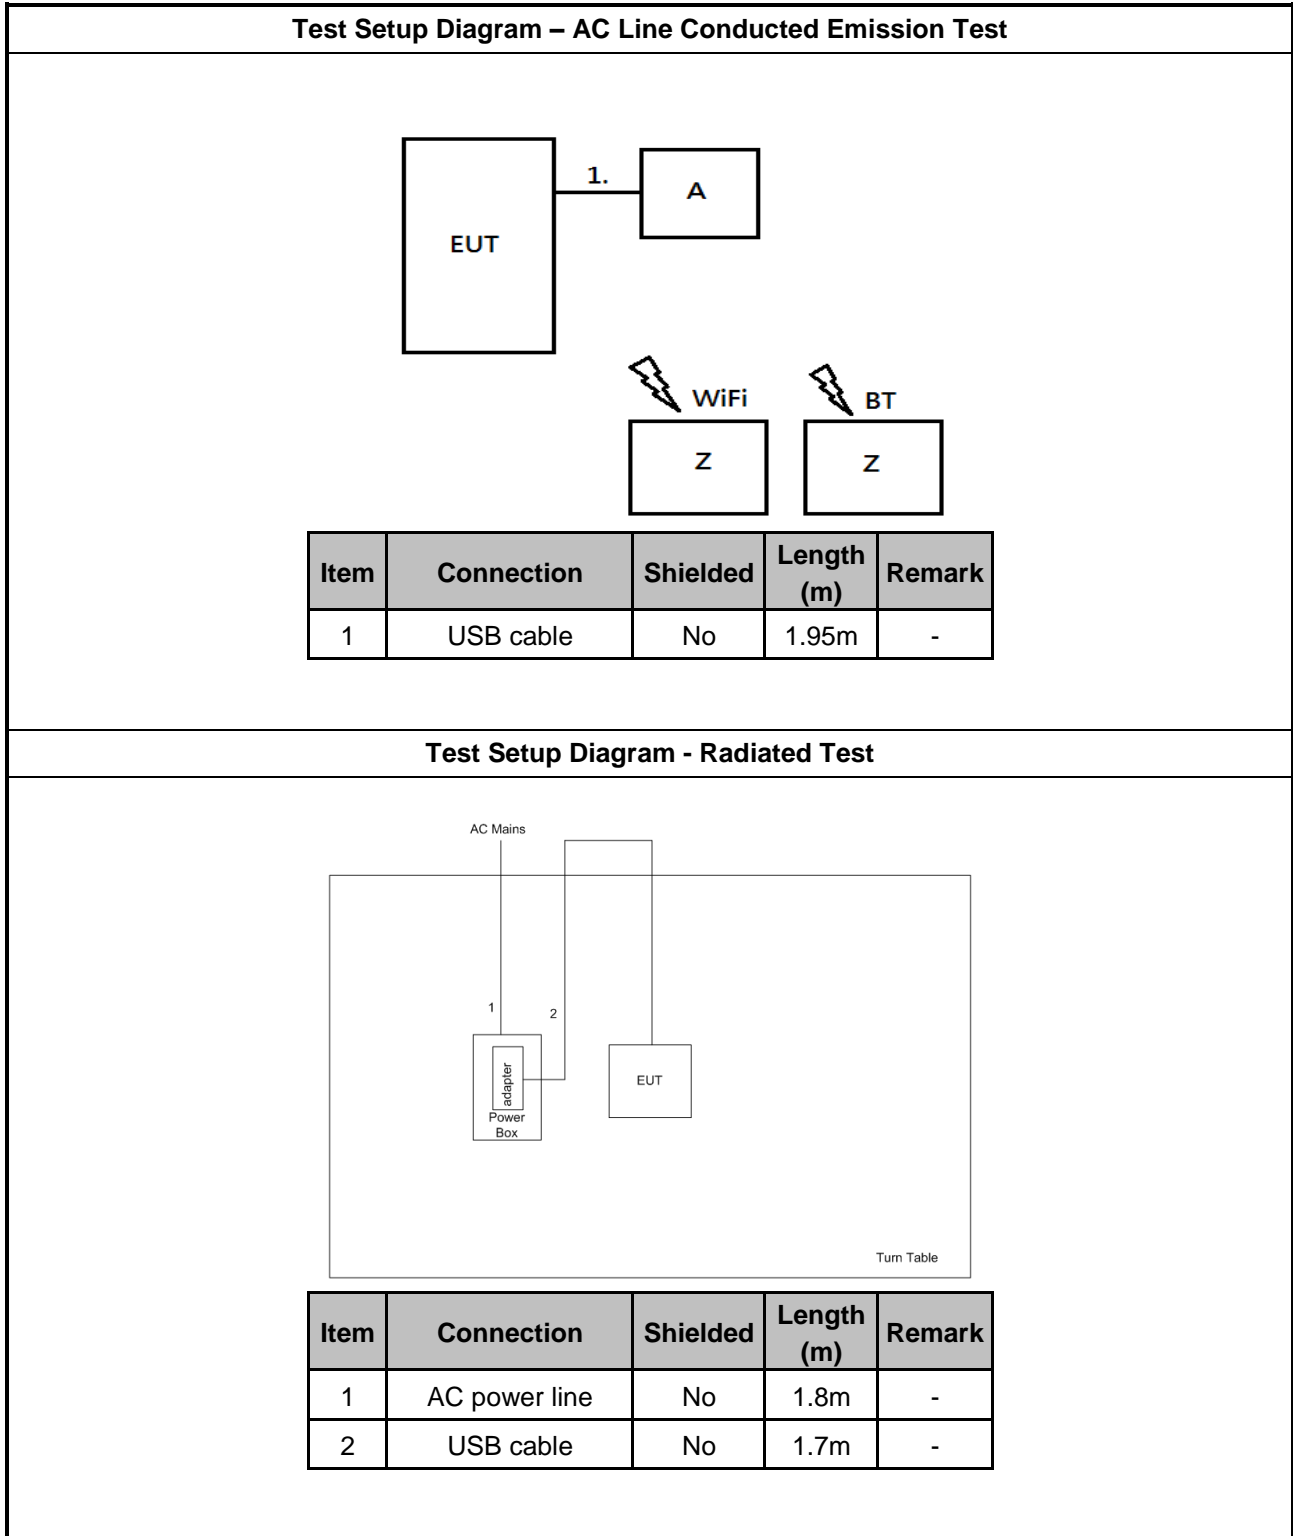 Test Setup Diagram – AC Line Conducted Emission Test
1.
A
EUT
WiFi
BT
Z
Z
Item Connection Shielded Length (m) Remark
1 USB cable No 1.95m -
Test Setup Diagram - Radiated Test
AC Mains
1
2
adapter
EUT
Power
Box
Turn Table
Item Connection Shielded Length (m) Remark
1 AC power line No 1.8m -
2 USB cable No 1.7m -